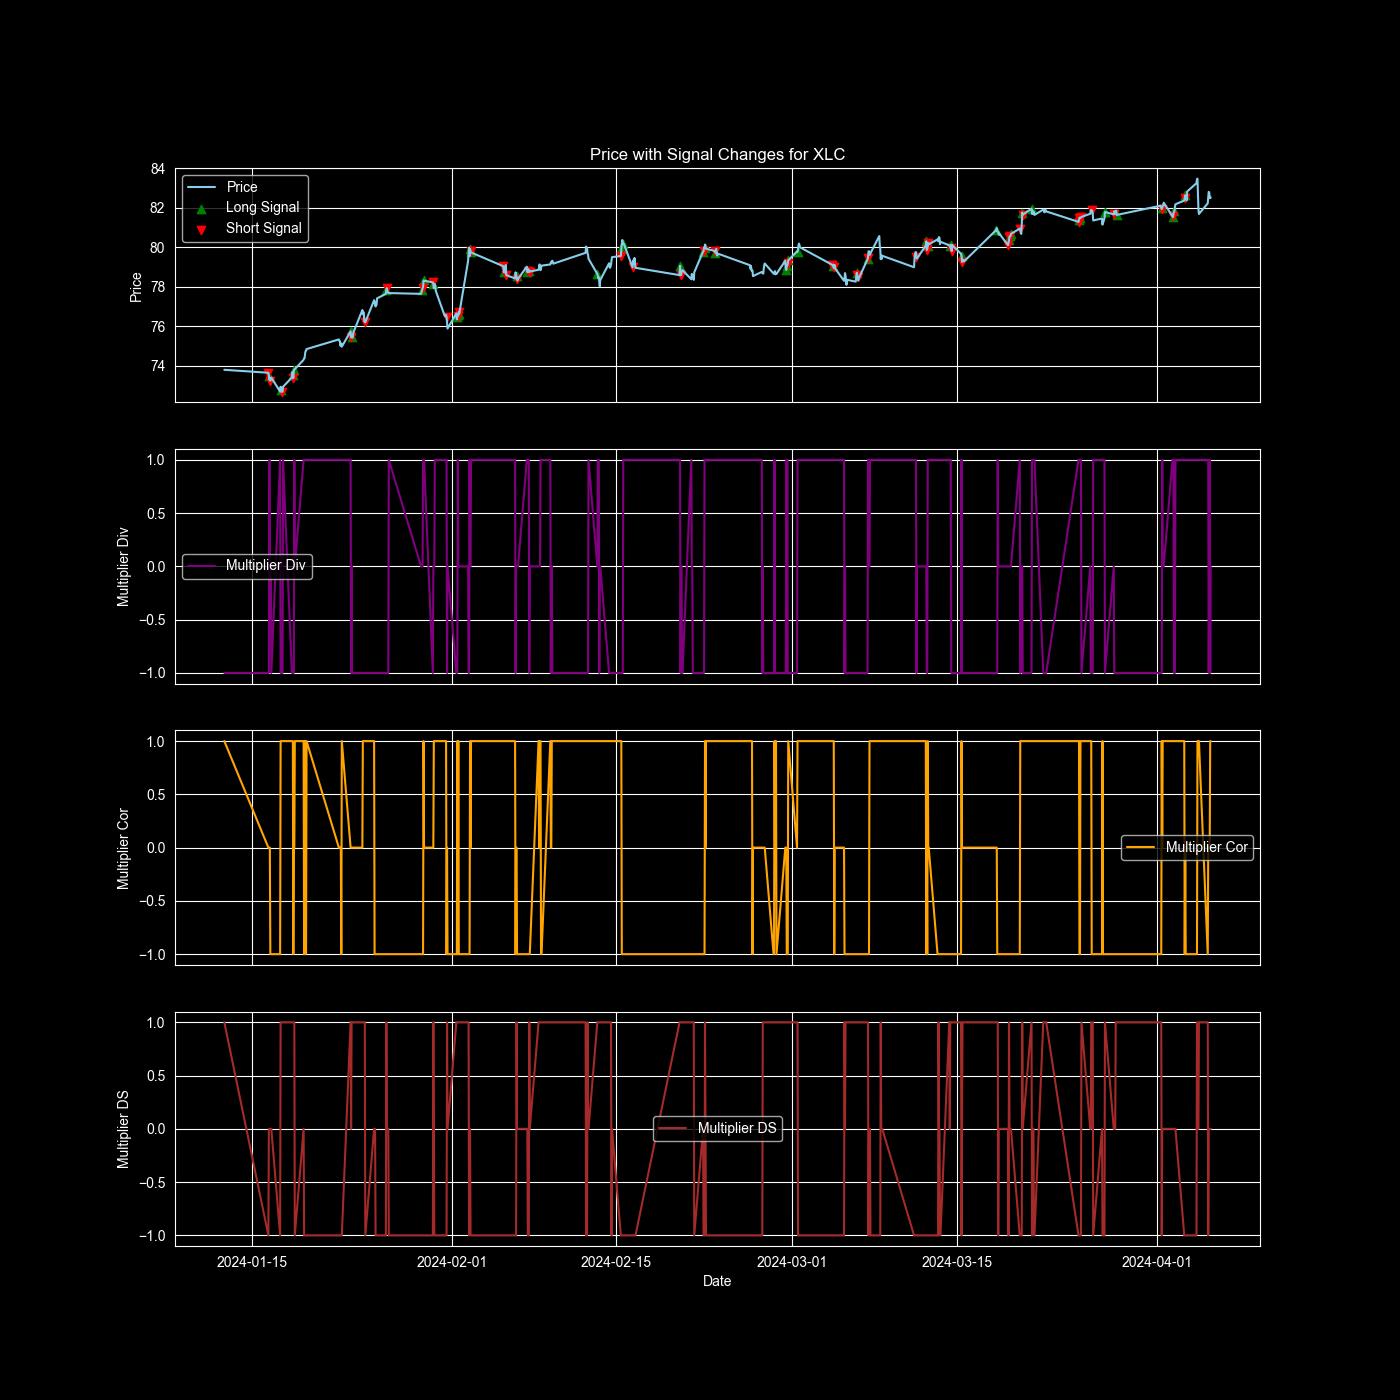 Price with Signal Changes for XLC
84
82
80
78
76
74
Price
Price
Long Signal
Short Signal
1.0
0.5
0.0
−0.5
−1.0
Multiplier Div
Multiplier Div
1.0
0.5
0.0
−0.5
−1.0
Multiplier Cor
Multiplier Cor
1.0
0.5
0.0
−0.5
−1.0
Multiplier DS
Multiplier DS
2024-01-15 2024-02-01 2024-02-15 2024-03-01 2024-03-15 2024-04-01
Date